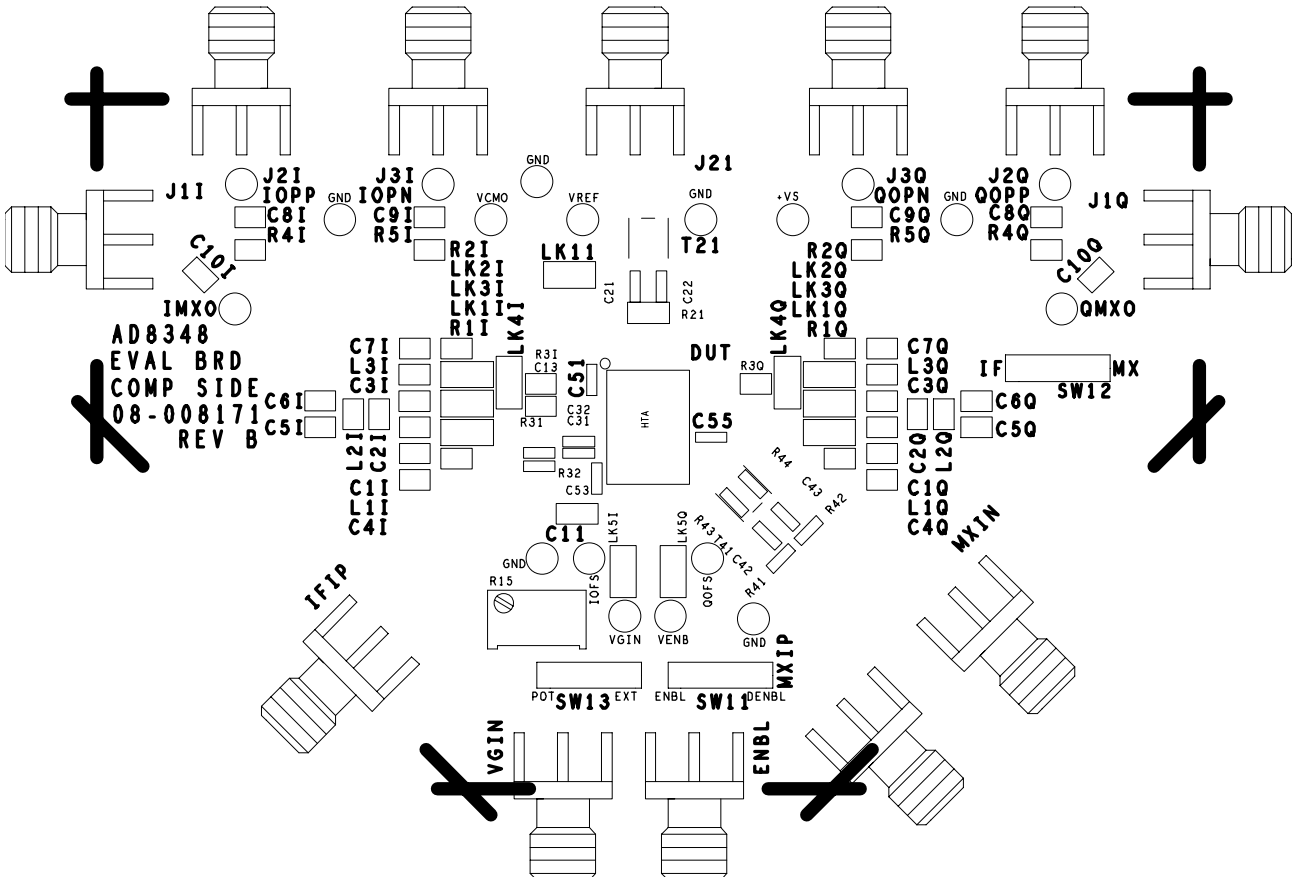 J21
J2I
IOPP
C8I
R4I
J1I
C10I
IMXO
GND
J3I
IOPN
C9I
R5I
GND
VCMO
VREF
GND
+VS
T21
LK11
C21
C22
R21
J3Q
QOPN
C9Q
R5Q
GND
J2Q
QOPP
C8Q
R4Q
J1Q
C10Q
QMXO
R2I
LK2I
LK3I
LK1I
R1I
LK4I
R2Q
LK2Q
LK3Q
LK1Q
R1Q
LK4Q
AD8348
EVAL BRD
COMP SIDE
08-008171
REV B
C7I
L3I
C3I
C6I
C5I
L2I
C2I
C1I
L1I
C4I
R3I
C13
C51
R31
C32
C31
R32
C53
HTA
DUT
C55
R3Q
C7Q
L3Q
C3Q
IF
MX
SW12
C6Q
C5Q
C2Q
L2Q
C1Q
L1Q
C4Q
R44
C43
R42
R43
T41
C42
R41
C11
GND
IOFS
LK5I
LK5Q
QOFS
R15
VGIN
VENB
GND
MXIN
IFIP
MXIP
POT
SW13
EXT
ENBL
SW11
DENBL
VGIN
ENBL